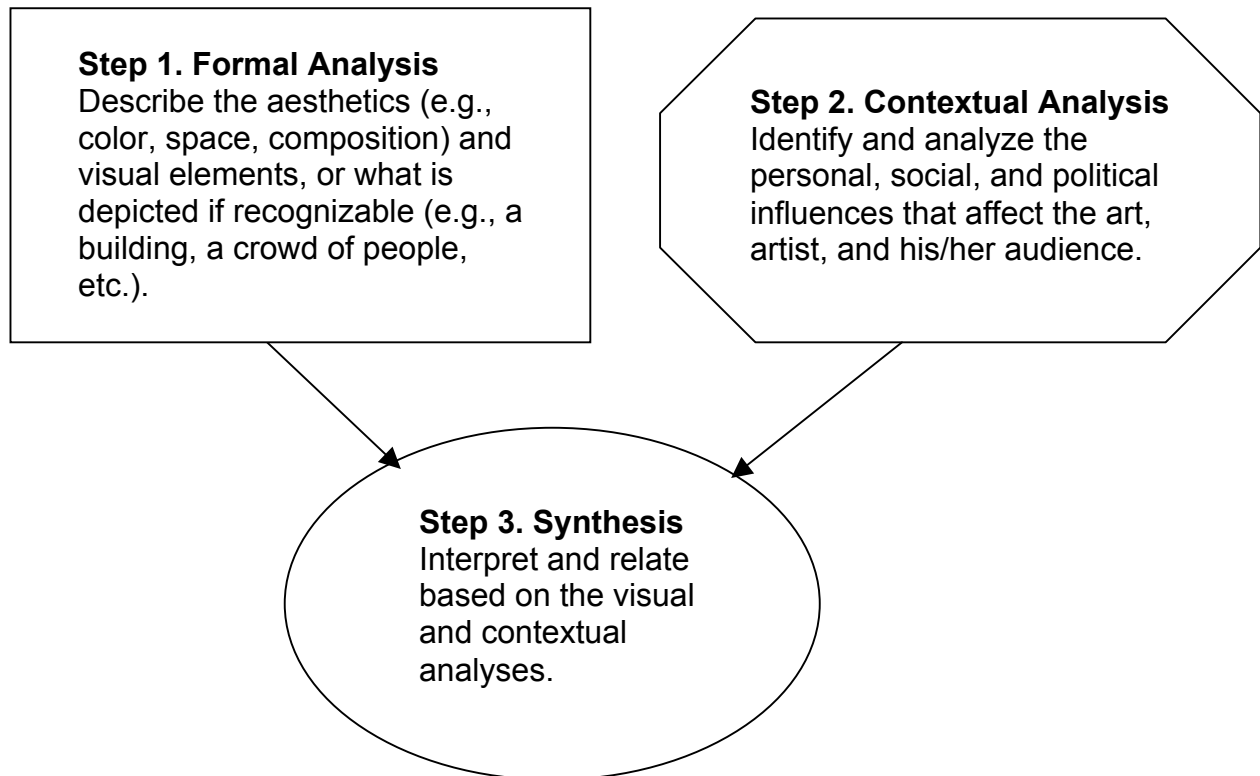 Step 1. Formal Analysis
Describe the aesthetics (e.g.,
color, space, composition) and
visual elements, or what is
depicted if recognizable (e.g., a
building, a crowd of people,
etc.).
Step 2. Contextual Analysis
Identify and analyze the
personal, social, and political
influences that affect the art,
artist, and his/her audience.
Step 3. Synthesis
Interpret and relate
based on the visual
and contextual
analyses.